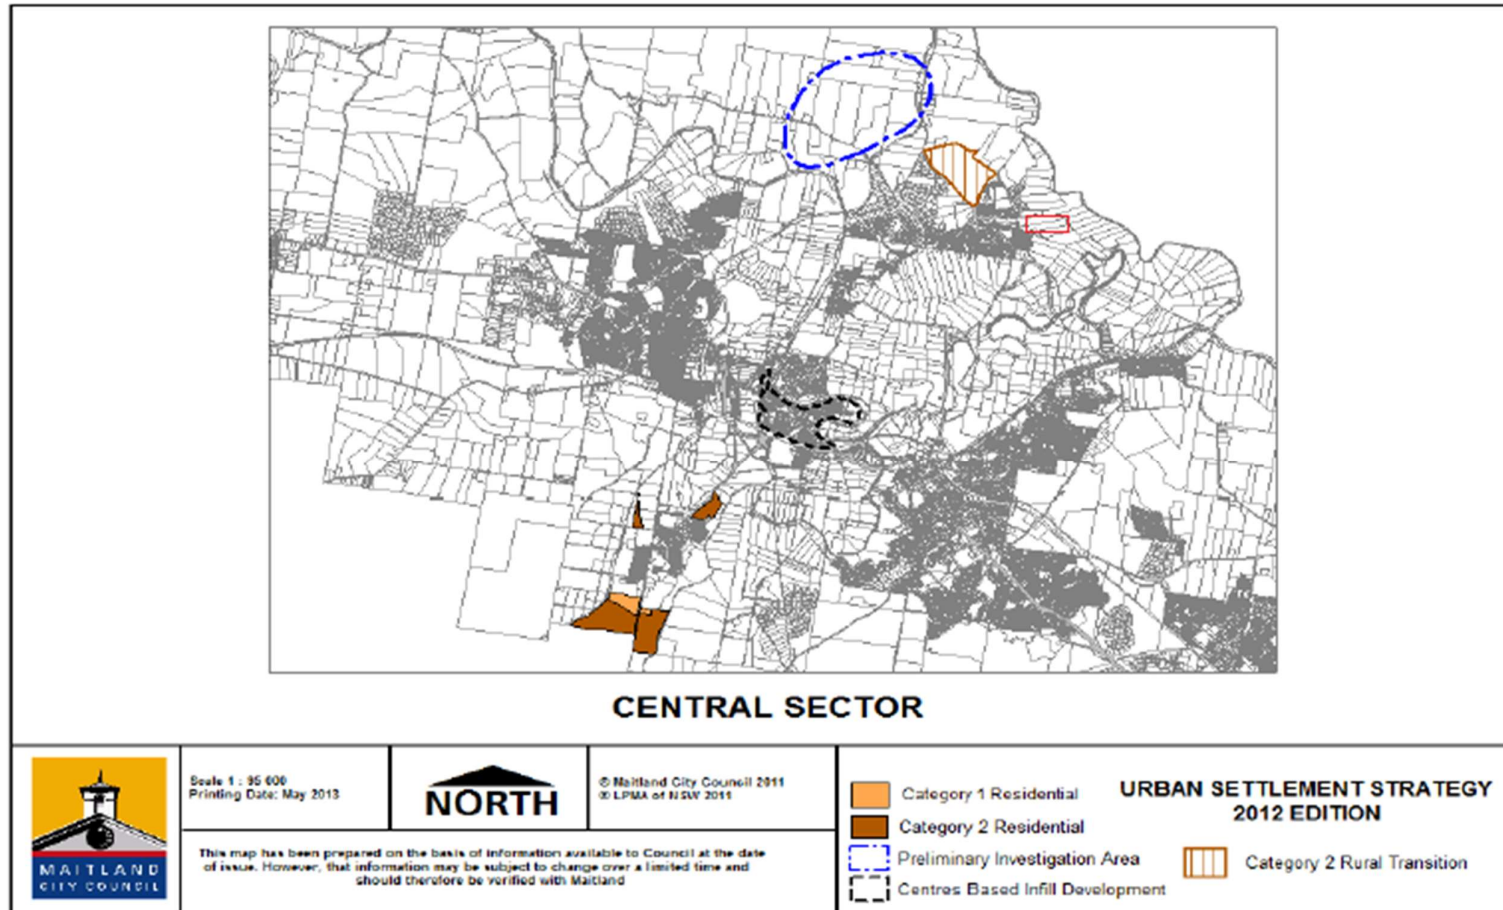 CENTRAL SECTOR
MAITLAND
CITY COUNCIL
Scale 1 : 95 000
Printing Date: May 2013
NORTH
© Maitland City Council 2011
© LPMA of NSW 2011
This map has been prepared on the basis of information available to Council at the date
of issue. However, that information may be subject to change over a limited time and
should therefore be verified with Maitland
Category 1 Residential
Category 2 Residential
Preliminary Investigation Area
Centres Based Infill Development
URBAN SETTLEMENT STRATEGY
2012 EDITION
Category 2 Rural Transition